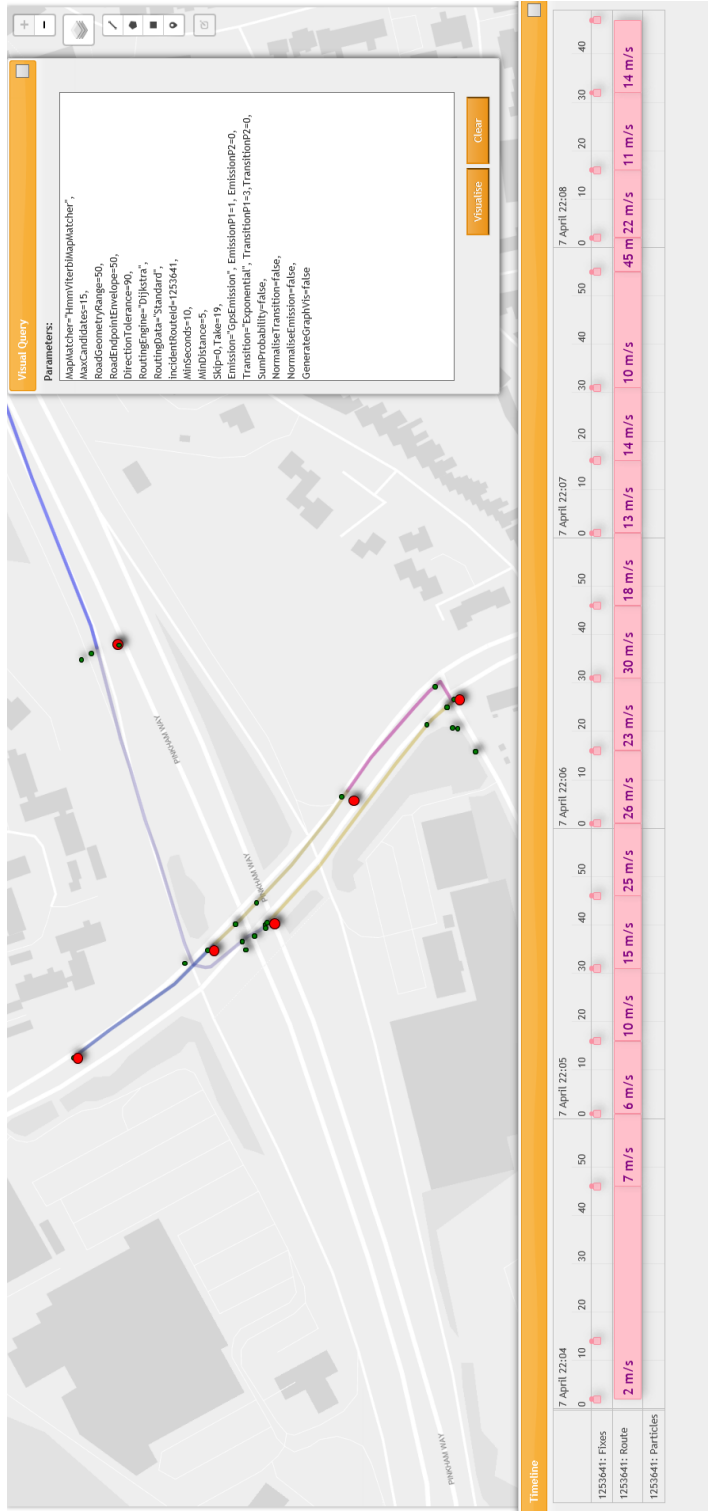 Visual Query
Parameters:
MapMatcher="HmmViterbiMapMatcher",
MaxCandidates=15,
RoadGeometryRange=50,
RoadEndpointEnvelope=50,
DirectionTolerance=90,
RoutingEngine="Dijkstra",
RoutingData="Standard",
incidentRouteId=1253641,
MinSeconds=10,
MinDistance=5,
Skip=0,Take=19,
Emission="GpsEmission", EmissionP1=1, EmissionP2=0,
Transition="Exponential", TransitionP1=3,TransitionP2=0,
SumProbability=false,
NormaliseTransition=false,
NormaliseEmission=false,
GenerateGraphVis=false
Visualise Clear
PINKHAM WAY
PINKHAM WAY
PINKHAM WAY
Timeline
7 April 22:04 7 April 22:05 7 April 22:06 7 April 22:07 7 April 22:08
0 10 20 30 40 50 0 10 20 30 40 50 0 10 20 30 40 50 0 10 20 30 40 50 0 10 20 30 40
1253641: Fixes
1253641: Route 2 m/s 7 m/s 6 m/s 10 m/s 15 m/s 25 m/s 26 m/s 23 m/s 30 m/s 18 m/s 13 m/s 14 m/s 10 m/s 45 m 22 m/s 11 m/s 14 m/s
1253641: Particles